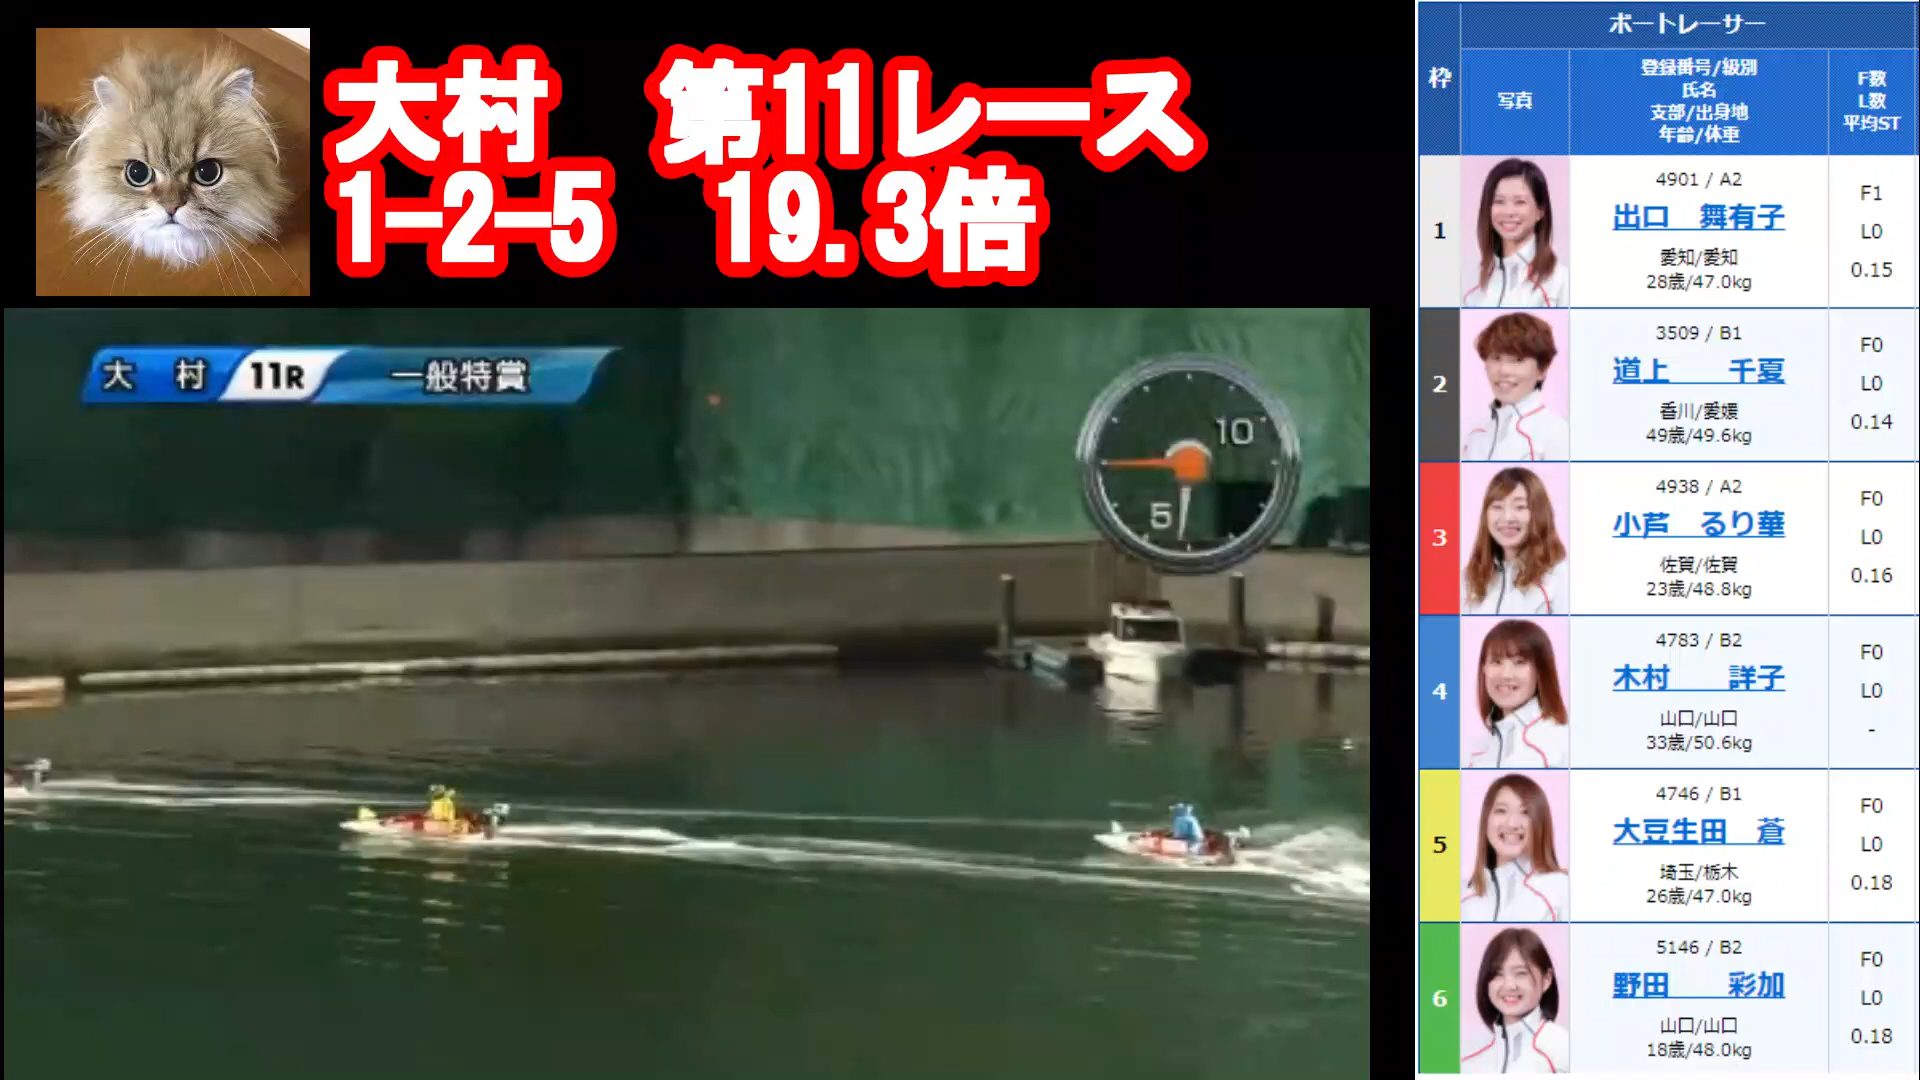 大村　第11レース
1-2-5　19.3倍
大　村　11R　一般特賞
10
5
ボートレーサー
枠
写真
登録番号/級別
氏名
支部/出身地
年齢/体重
F数
L数
平均ST
1
4901 / A2
出口　舞有子
愛知/愛知
28歳/47.0kg
F1
L0
0.15
2
3509 / B1
道上　　千夏
香川/愛媛
49歳/49.6kg
F0
L0
0.14
3
4938 / A2
小芦　るり華
佐賀/佐賀
23歳/48.8kg
F0
L0
0.16
4
4783 / B2
木村　　詳子
山口/山口
33歳/50.6kg
F0
L0
-
5
4746 / B1
大豆生田　蒼
埼玉/栃木
26歳/47.0kg
F0
L0
0.18
6
5146 / B2
野田　　彩加
山口/山口
18歳/48.0kg
F0
L0
0.18